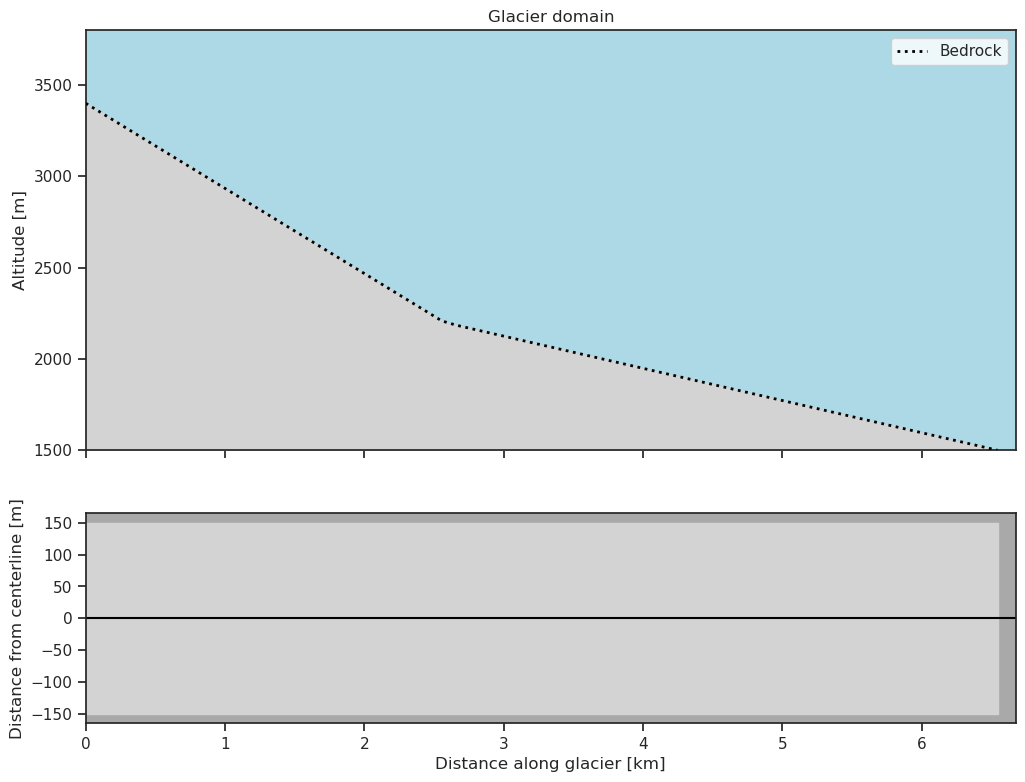 Glacier domain
Bedrock
Altitude [m]
3500
3000
2500
2000
1500
Distance from centerline [m]
150
100
50
0
−50
−100
−150
0 1 2 3 4 5 6
Distance along glacier [km]